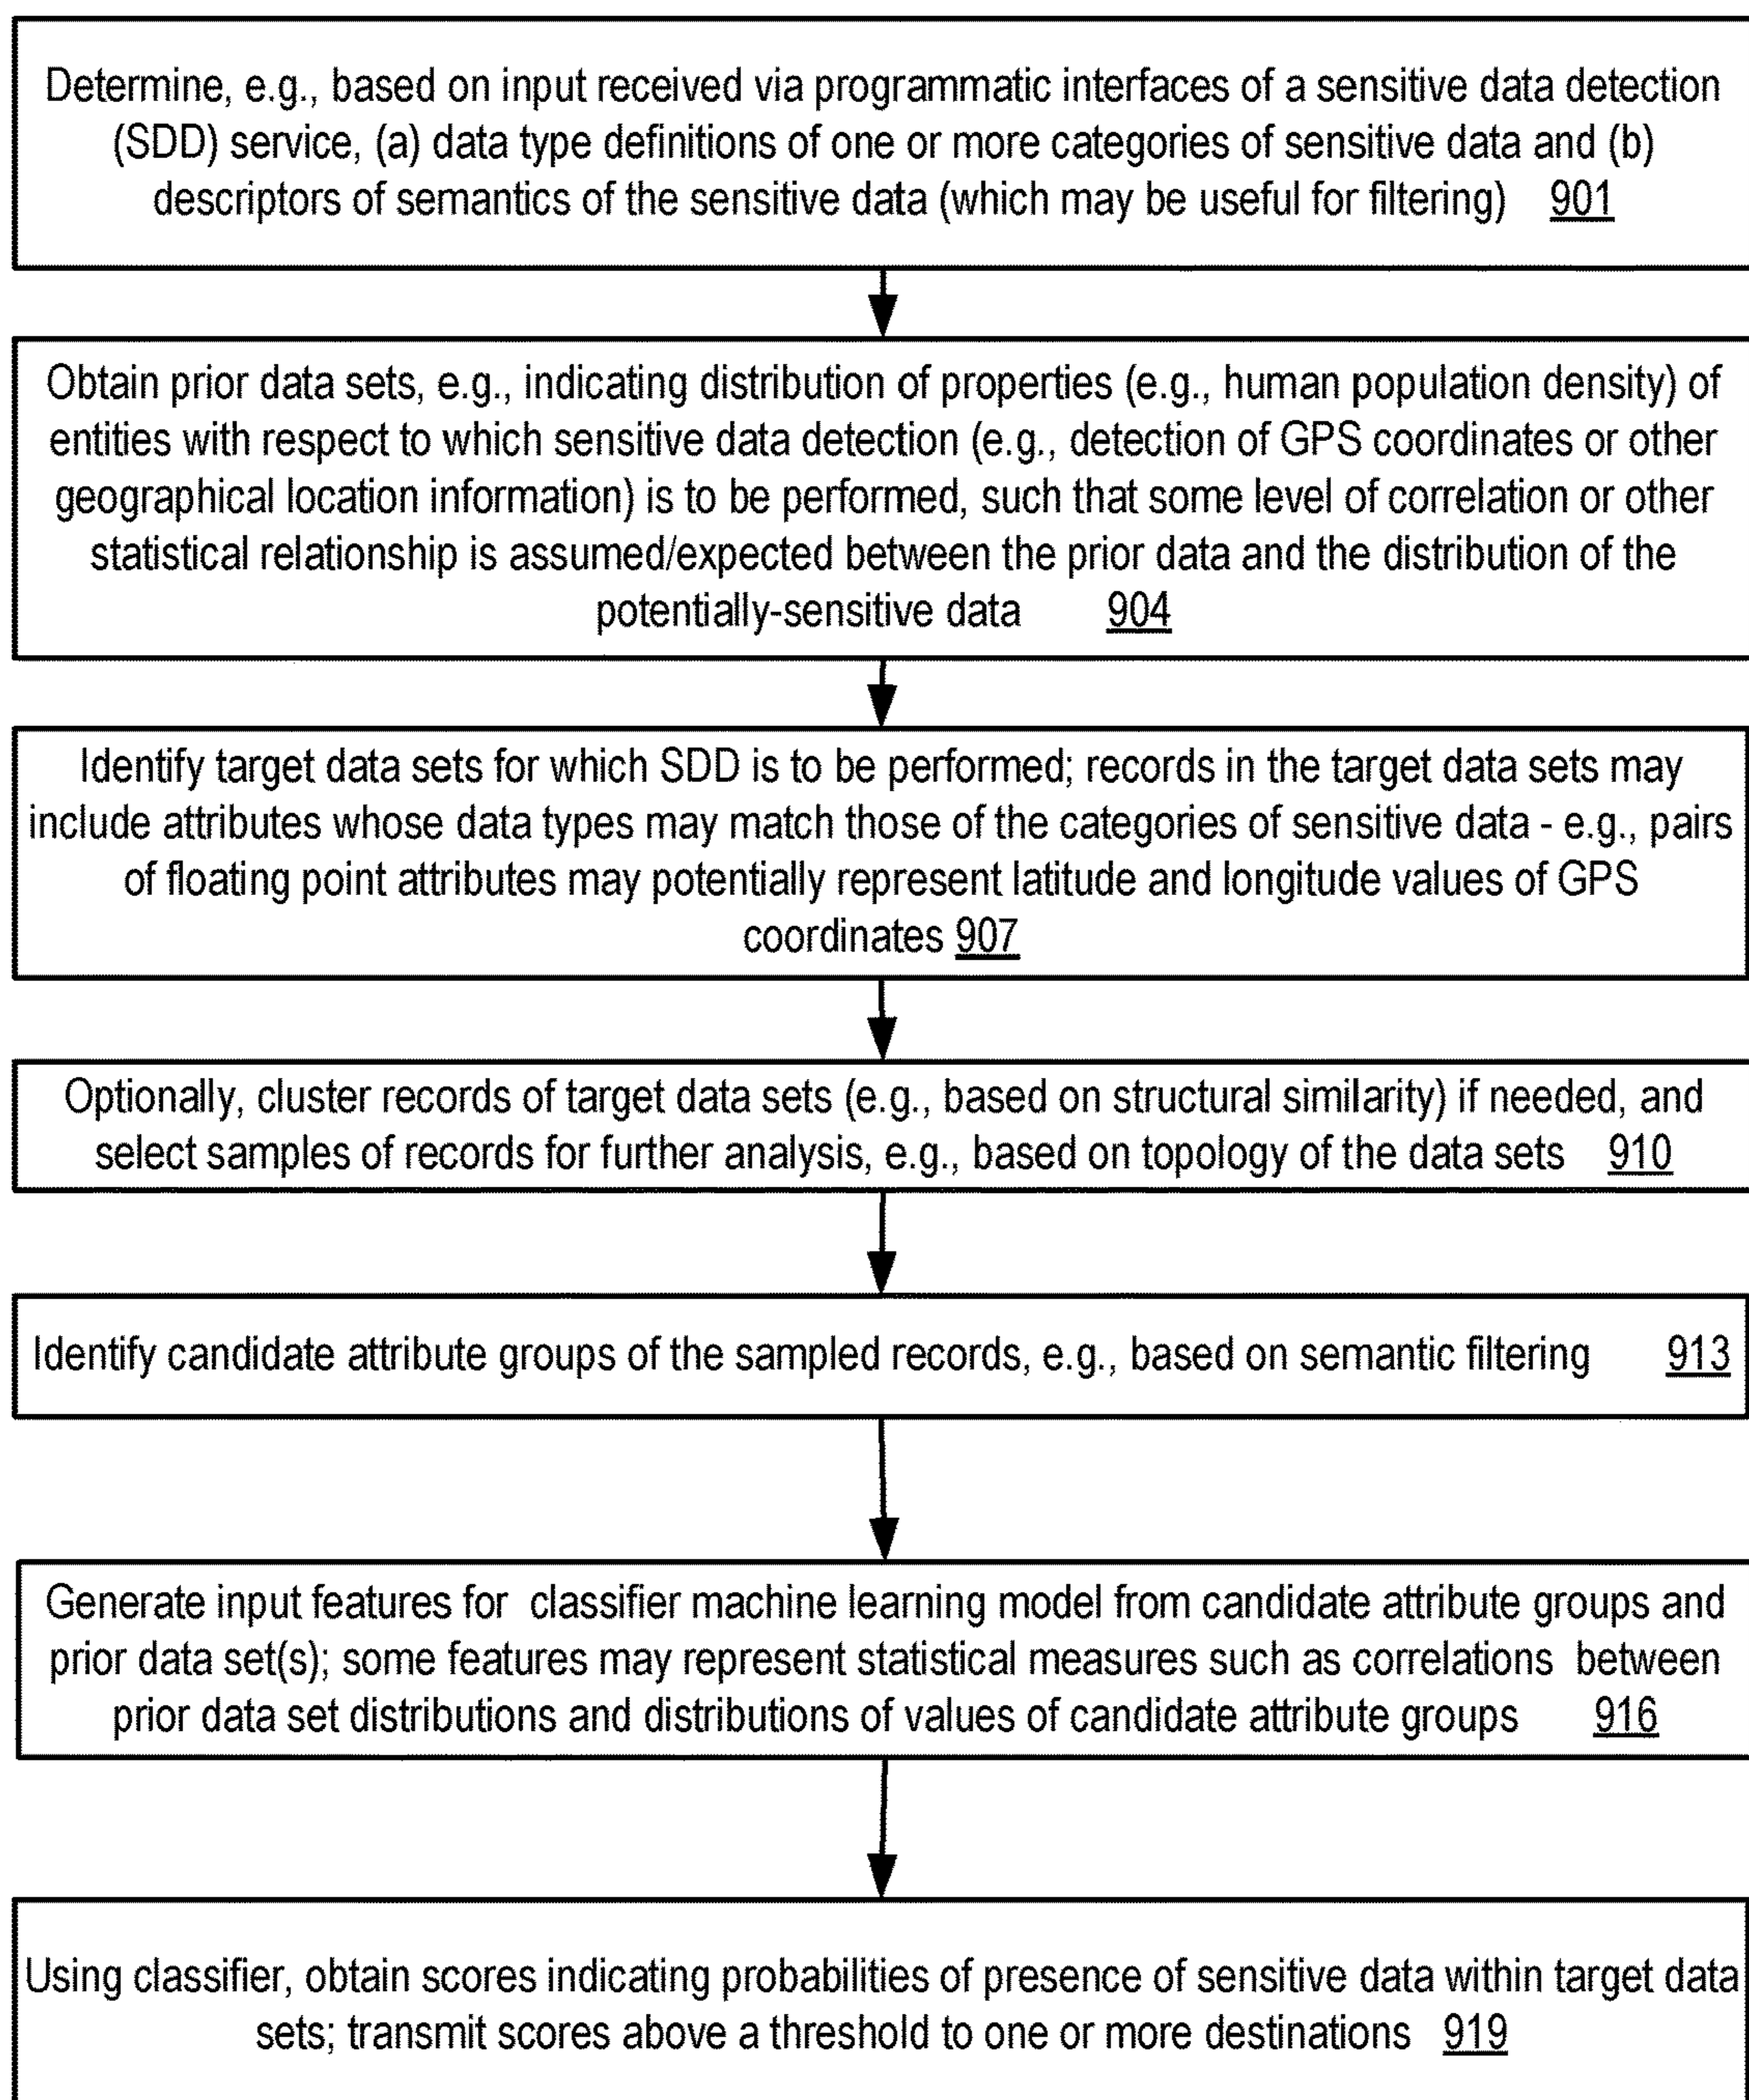 Determine, e.g., based on input received via programmatic interfaces of a sensitive data detection
(SDD) service, (a) data type definitions of one or more categories of sensitive data and (b)
descriptors of semantics of the sensitive data (which may be useful for filtering) 901
Obtain prior data sets, e.g., indicating distribution of properties (e.g., human population density) of
entities with respect to which sensitive data detection (e.g., detection of GPS coordinates or other
geographical location information) is to be performed, such that some level of correlation or other
statistical relationship is assumed/expected between the prior data and the distribution of the
potentially-sensitive data 904
Identify target data sets for which SDD is to be performed; records in the target data sets may
include attributes whose data types may match those of the categories of sensitive data - e.g., pairs
of floating point attributes may potentially represent latitude and longitude values of GPS
coordinates 907
Optionally, cluster records of target data sets (e.g., based on structural similarity) if needed, and
select samples of records for further analysis, e.g., based on topology of the data sets 910
Identify candidate attribute groups of the sampled records, e.g., based on semantic filtering 913
Generate input features for classifier machine learning model from candidate attribute groups and
prior data set(s); some features may represent statistical measures such as correlations between
prior data set distributions and distributions of values of candidate attribute groups 916
Using classifier, obtain scores indicating probabilities of presence of sensitive data within target data
sets; transmit scores above a threshold to one or more destinations 919